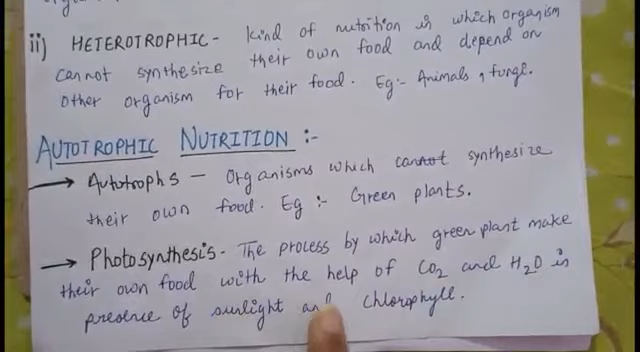 ii) HETEROTROPHIC - kind of nutrition in which organism
cannot synthesize their own food and depend on
other organism for their food. Eg:- Animals, fungi.
AUTOTROPHIC NUTRITION :-
→ Autotrophs - Organisms which cannot synthesize
their own food. Eg :- Green plants.
→ Photosynthesis - The process by which green plant make
their own food with the help of CO2 and H2O in
presence of sunlight and chlorophyll.